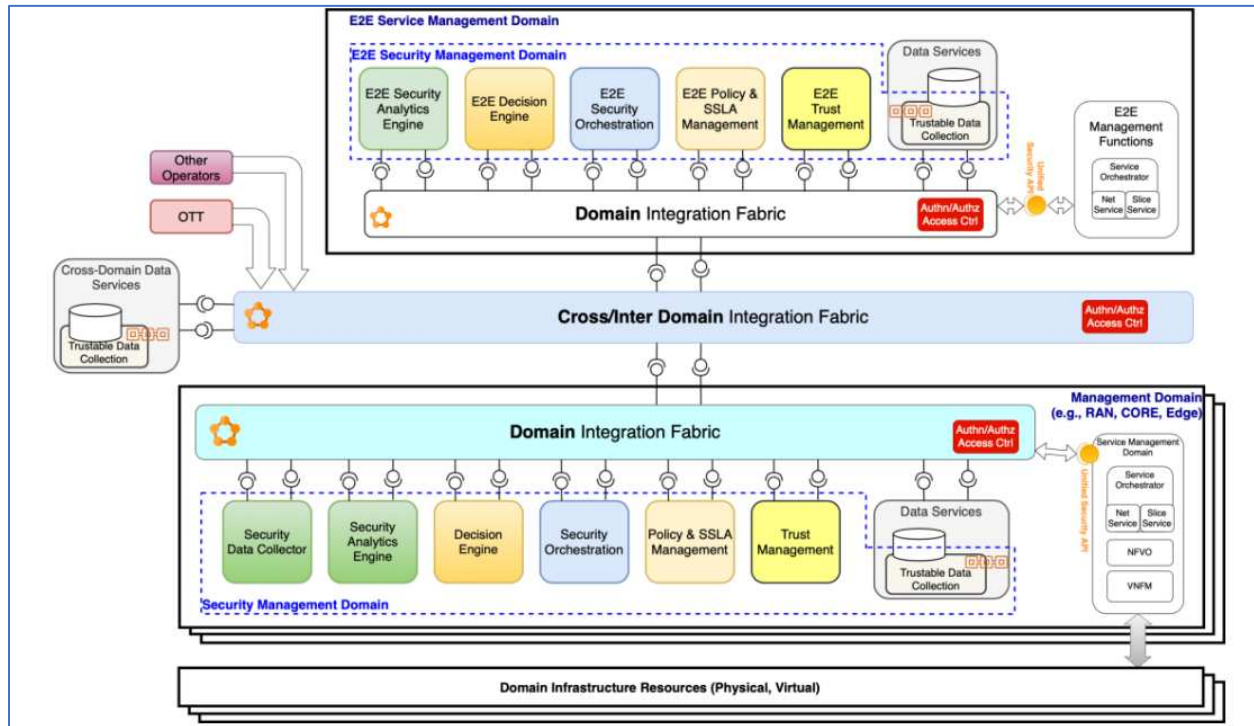 E2E Service Management Domain
E2E Security Management Domain
E2E Security
Analytics
Engine
E2E Decision
Engine
E2E
Security
Orchestration
E2E Policy &
SSLA
Management
E2E
Trust
Management
Data Services
Trustable Data
Collection
Unified
Security API
E2E
Management
Functions
Service
Orchestrator
Net
Service
Slice
Service
Domain Integration Fabric
Authn/Authz
Access Ctrl
Other
Operators
OTT
Cross-Domain Data
Services
Trustable Data
Collection
Cross/Inter Domain Integration Fabric
Authn/Authz
Access Ctrl
Management Domain
(e.g., RAN, CORE, Edge)
Domain Integration Fabric
Authn/Authz
Access Ctrl
Unified Security API
Service Management
Domain
Service
Orchestrator
Net
Service
Slice
Service
NFVO
VNFM
Security
Data Collector
Security
Analytics
Engine
Decision
Engine
Security
Orchestration
Policy & SSLA
Management
Trust
Management
Data Services
Trustable Data
Collection
Security Management Domain
Domain Infrastructure Resources (Physical, Virtual)